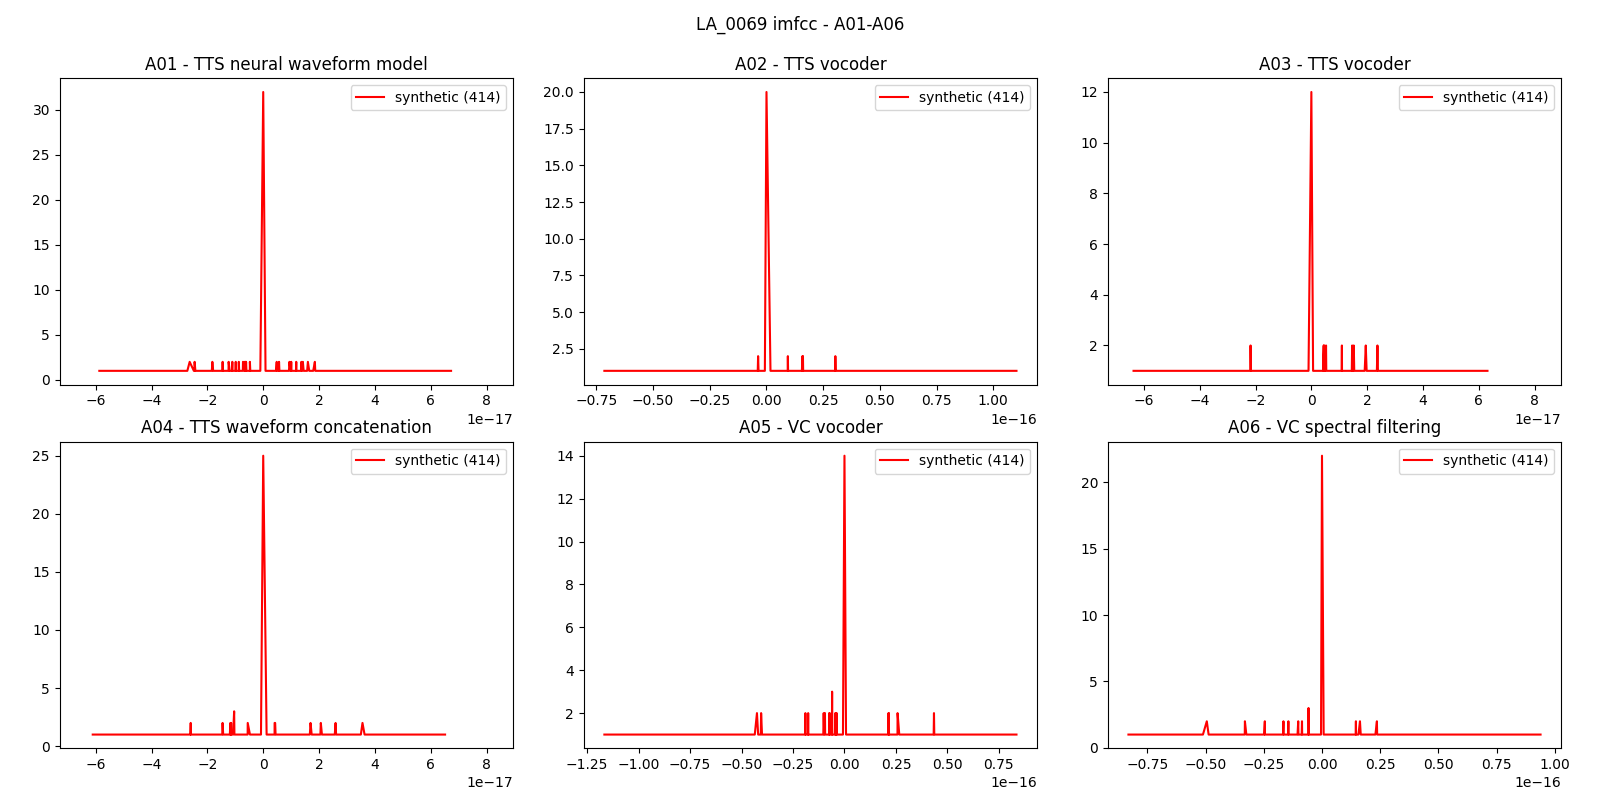 LA_0069 imfcc - A01-A06
A01 - TTS neural waveform model
synthetic (414)
30
25
20
15
10
5
0
−6 −4 −2 0 2 4 6 8
1e−17
A02 - TTS vocoder
synthetic (414)
20.0
17.5
15.0
12.5
10.0
7.5
5.0
2.5
−0.75 −0.50 −0.25 0.00 0.25 0.50 0.75 1.00
1e−16
A03 - TTS vocoder
synthetic (414)
12
10
8
6
4
2
−6 −4 −2 0 2 4 6 8
1e−17
A04 - TTS waveform concatenation
synthetic (414)
25
20
15
10
5
0
−6 −4 −2 0 2 4 6 8
1e−17
A05 - VC vocoder
synthetic (414)
14
12
10
8
6
4
2
−1.25 −1.00 −0.75 −0.50 −0.25 0.00 0.25 0.50 0.75
1e−16
A06 - VC spectral filtering
synthetic (414)
20
15
10
5
0
−0.75 −0.50 −0.25 0.00 0.25 0.50 0.75 1.00
1e−16